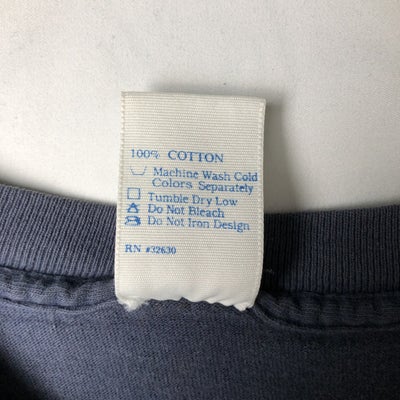 100% COTTON
Machine Wash Cold
Colors Separately
Tumble Dry Low
Do Not Bleach
Do Not Iron Design
RN #32630